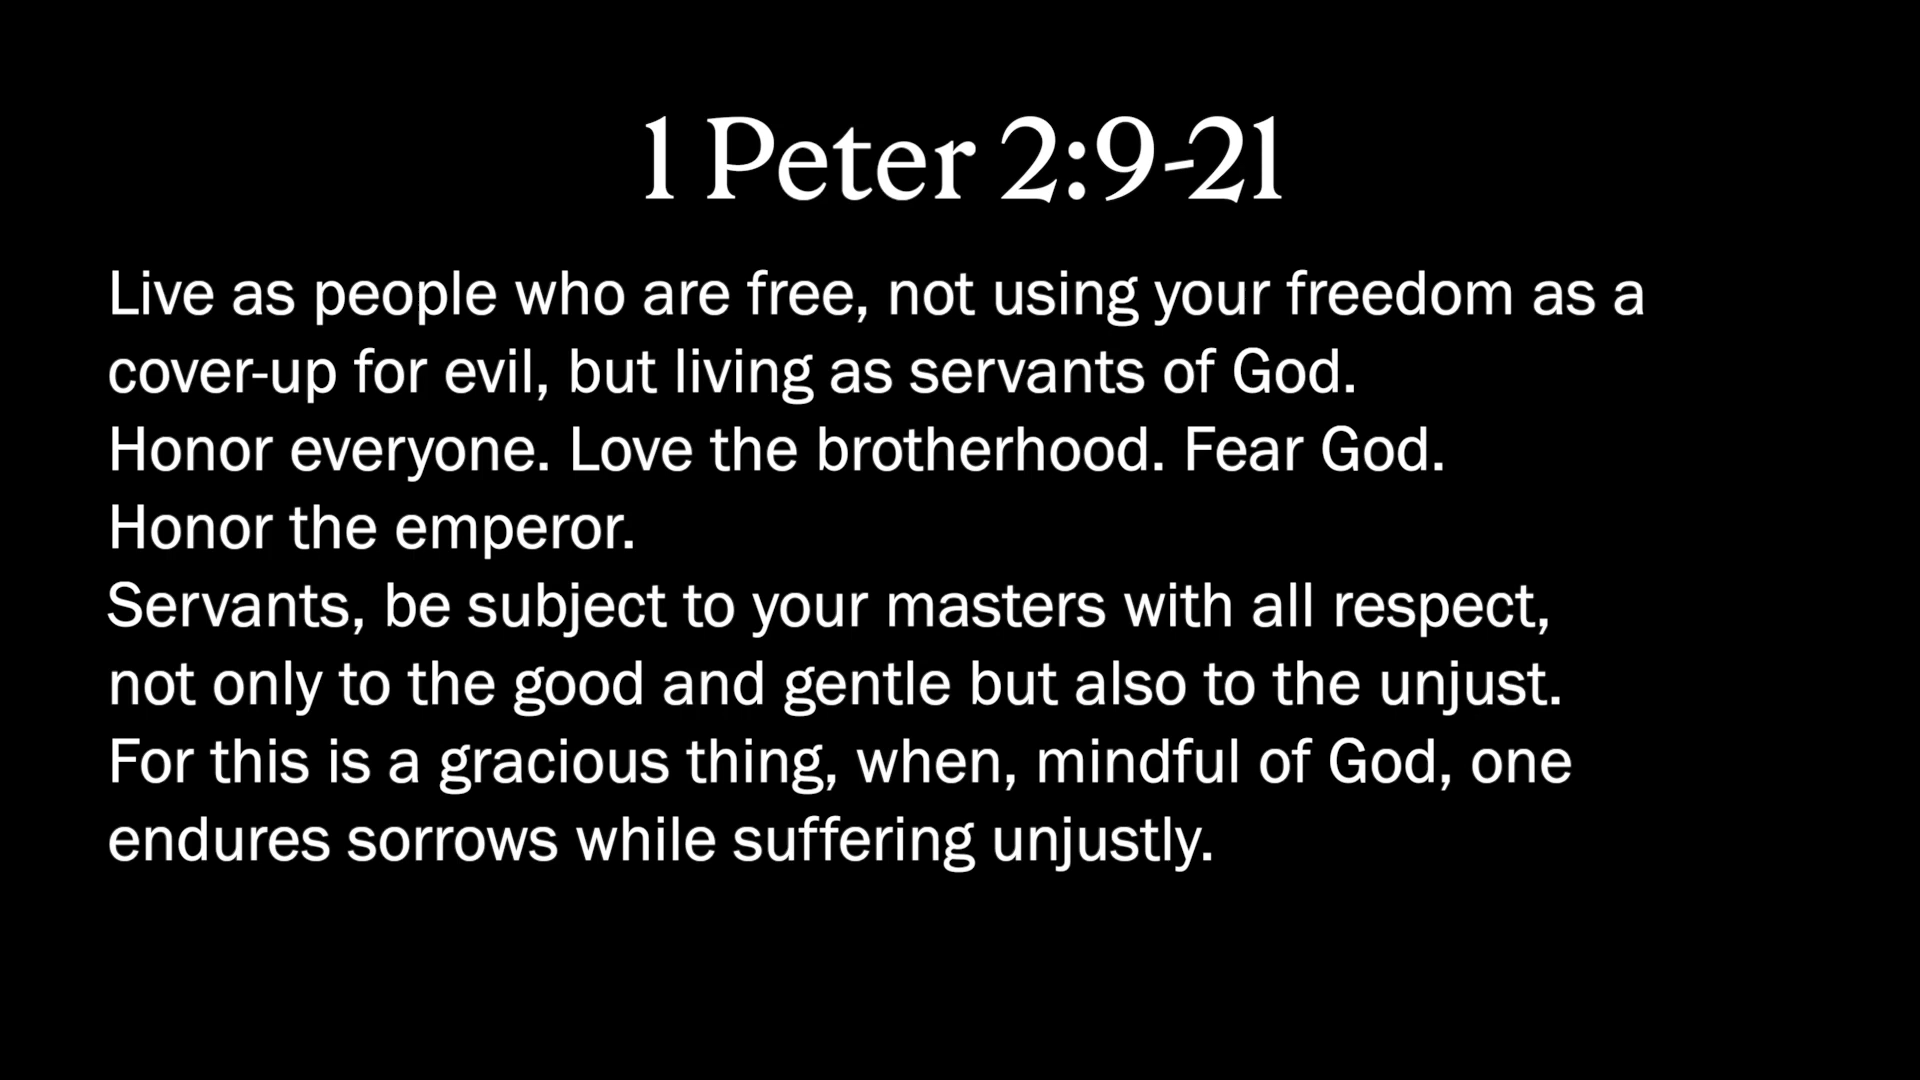 1 Peter 2:9-21
Live as people who are free, not using your freedom as a
cover-up for evil, but living as servants of God.
Honor everyone. Love the brotherhood. Fear God.
Honor the emperor.
Servants, be subject to your masters with all respect,
not only to the good and gentle but also to the unjust.
For this is a gracious thing, when, mindful of God, one
endures sorrows while suffering unjustly.